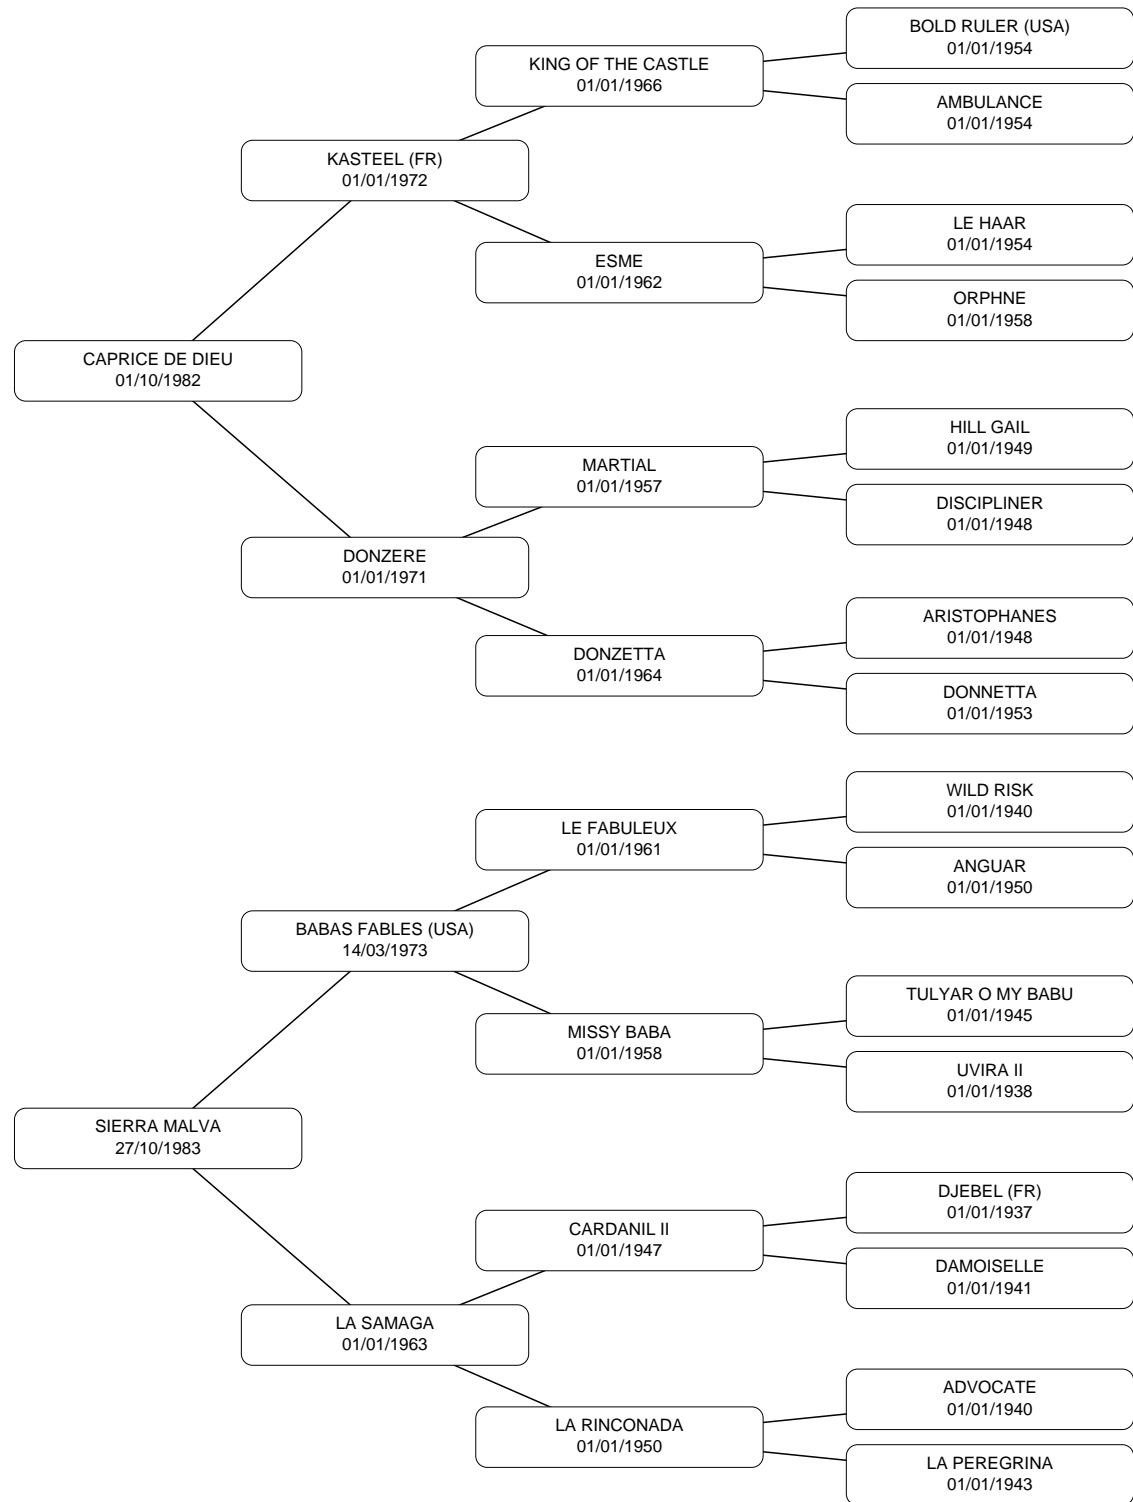 BOLD RULER (USA)
01/01/1954
KING OF THE CASTLE
01/01/1966
AMBULANCE
01/01/1954
KASTEEL (FR)
01/01/1972
LE HAAR
01/01/1954
ESME
01/01/1962
ORPHNE
01/01/1958
CAPRICE DE DIEU
01/10/1982
HILL GAIL
01/01/1949
MARTIAL
01/01/1957
DISCIPLINER
01/01/1948
DONZERE
01/01/1971
ARISTOPHANES
01/01/1948
DONZETTA
01/01/1964
DONNETTA
01/01/1953
WILD RISK
01/01/1940
LE FABULEUX
01/01/1961
ANGUAR
01/01/1950
BABAS FABLES (USA)
14/03/1973
TULYAR O MY BABU
01/01/1945
MISSY BABA
01/01/1958
UVIRA II
01/01/1938
SIERRA MALVA
27/10/1983
DJEBEL (FR)
01/01/1937
CARDANIL II
01/01/1947
DAMOISELLE
01/01/1941
LA SAMAGA
01/01/1963
ADVOCATE
01/01/1940
LA RINCONADA
01/01/1950
LA PEREGRINA
01/01/1943